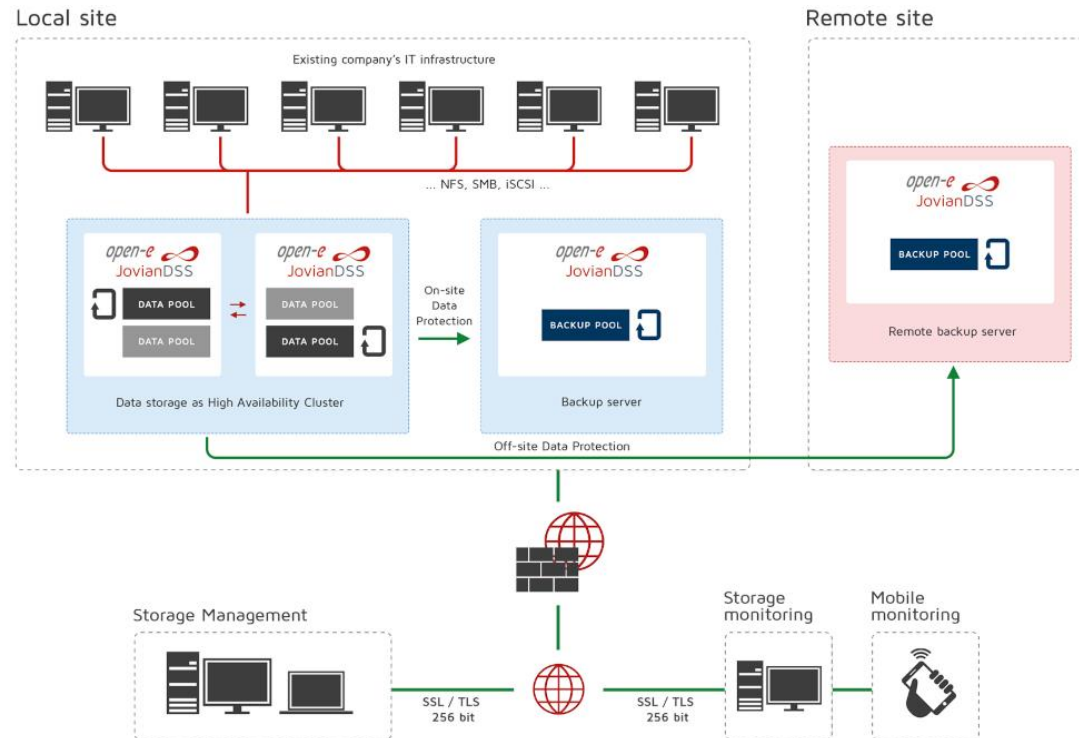 Local site
Remote site
Existing company's IT infrastructure
... NFS, SMB, iSCSI ...
open-e
JovianDSS
DATA POOL
DATA POOL
open-e
JovianDSS
DATA POOL
DATA POOL
Data storage as High Availability Cluster
On-site
Data
Protection
open-e
JovianDSS
BACKUP POOL
Backup server
open-e
JovianDSS
BACKUP POOL
Remote backup server
Off-site Data Protection
Storage Management
Storage
monitoring
Mobile
monitoring
SSL / TLS
256 bit
SSL / TLS
256 bit